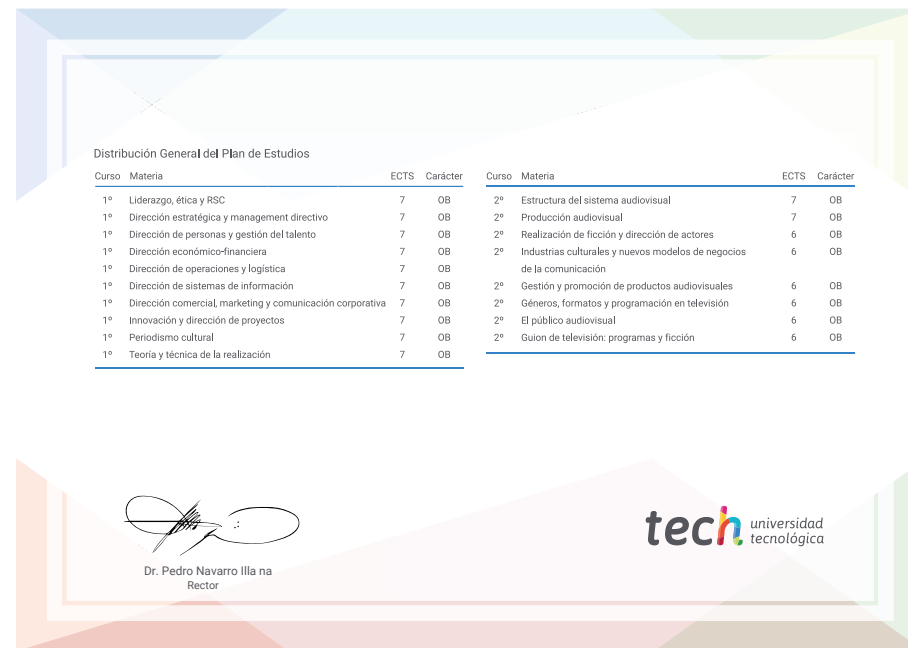 Distribución General del Plan de Estudios
Curso Materia ECTS Carácter
1º Liderazgo, ética y RSC 7 OB
1º Dirección estratégica y management directivo 7 OB
1º Dirección de personas y gestión del talento 7 OB
1º Dirección económico-financiera 7 OB
1º Dirección de operaciones y logística 7 OB
1º Dirección de sistemas de información 7 OB
1º Dirección comercial, marketing y comunicación corporativa 7 OB
1º Innovación y dirección de proyectos 7 OB
1º Periodismo cultural 7 OB
1º Teoría y técnica de la realización 7 OB
Curso Materia ECTS Carácter
2º Estructura del sistema audiovisual 7 OB
2º Producción audiovisual 7 OB
2º Realización de ficción y dirección de actores 6 OB
2º Industrias culturales y nuevos modelos de negocios 6 OB
de la comunicación
2º Gestión y promoción de productos audiovisuales 6 OB
2º Géneros, formatos y programación en televisión 6 OB
2º El público audiovisual 6 OB
2º Guion de televisión: programas y ficción 6 OB
Dr. Pedro Navarro Illa na
Rector
tech universidad
tecnológica